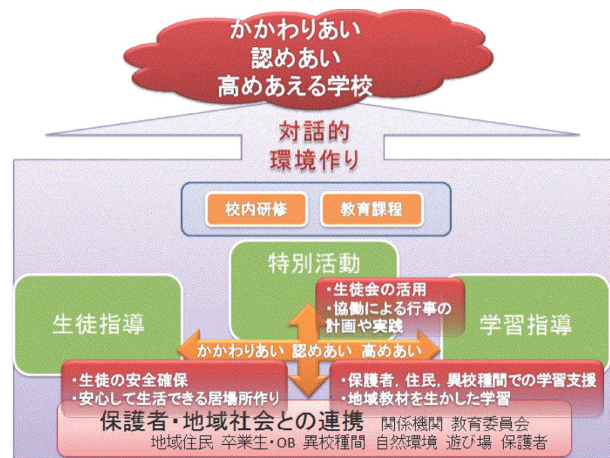 かかわりあい
認めあい
高めあえる学校
対話的
環境作り
校内研修
教育課程
特別活動
・生徒会の活用
・協働による行事の
計画や実践
生徒指導
学習指導
かかわりあい 認めあい 高めあい
・生徒の安全確保
・安心して生活できる居場所作り
・保護者，住民，異校種間での学習支援
・地域教材を生かした学習
保護者・地域社会との連携 関係機関 教育委員会
地域住民 卒業生・OB 異校種間 自然環境 遊び場 保護者